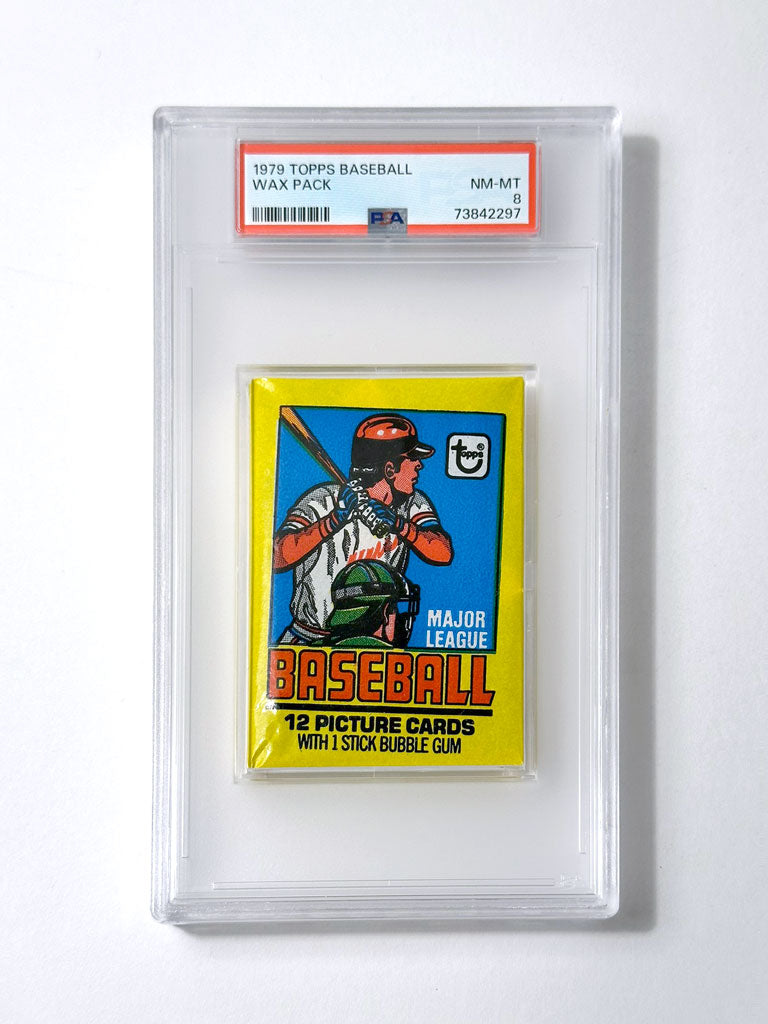 1979 TOPPS BASEBALL
WAX PACK
NM-MT
8
PSA
73842297
topps®
MAJOR
LEAGUE
BASEBALL
12 PICTURE CARDS
WITH 1 STICK BUBBLE GUM